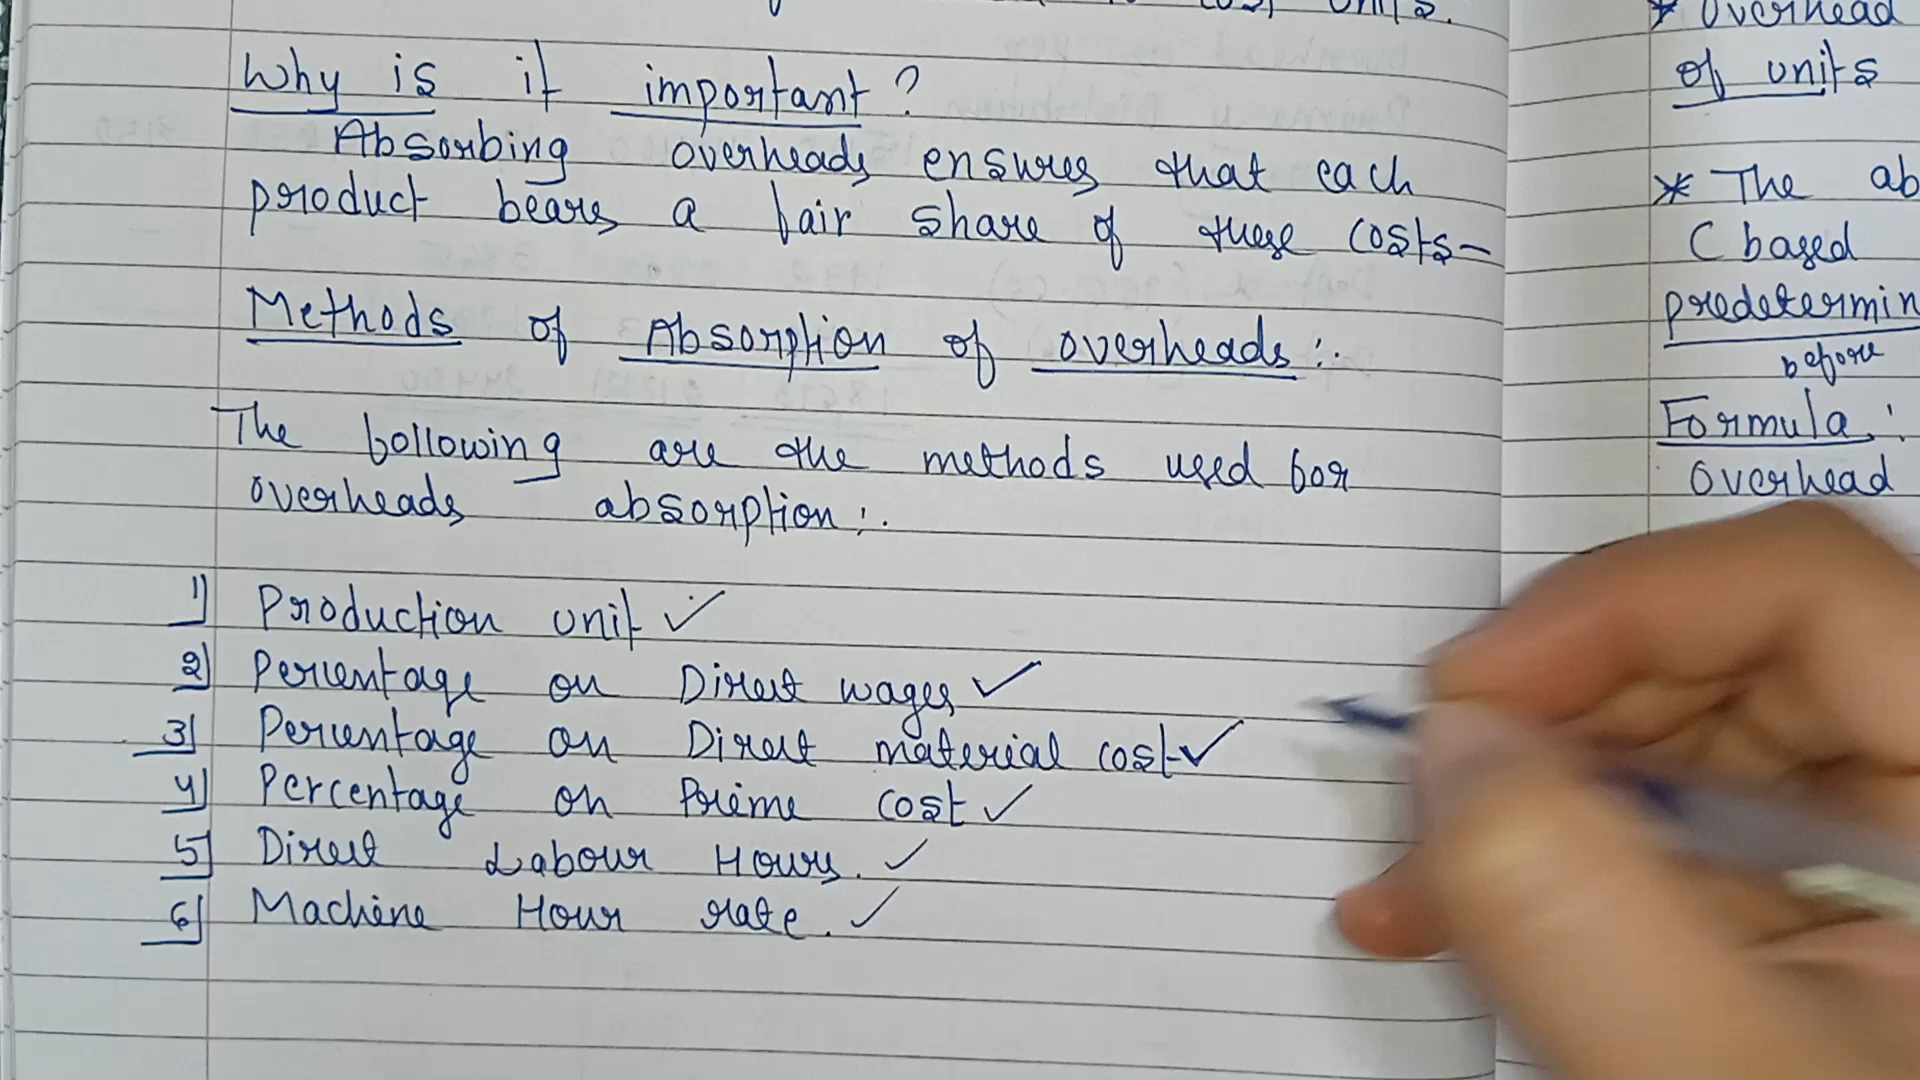 units.
Why is it important?
Absorbing overheads ensures that each
product bears a fair share of these costs-
Methods of Absorption of overheads:.
The following are the methods used for
overheads absorption:.
1) Production unit ✓
2) Percentage on Direct wages ✓
3) Percentage on Direct material cost ✓
4) Percentage on Prime cost ✓
5) Direct Labour Hours. ✓
6) Machine Hour rate. ✓
* Overhead
of units
* The ab
( based
predetermin
before
Formula:
Overhead